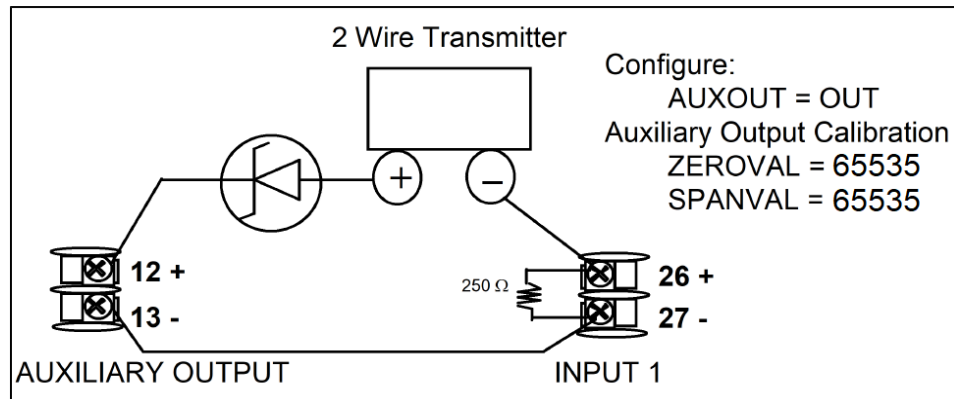 2 Wire Transmitter
Configure:
AUXOUT = OUT
Auxiliary Output Calibration
ZEROVAL = 65535
SPANVAL = 65535
+
−
12 +
13 -
250 Ω
26 +
27 -
AUXILIARY OUTPUT
INPUT 1